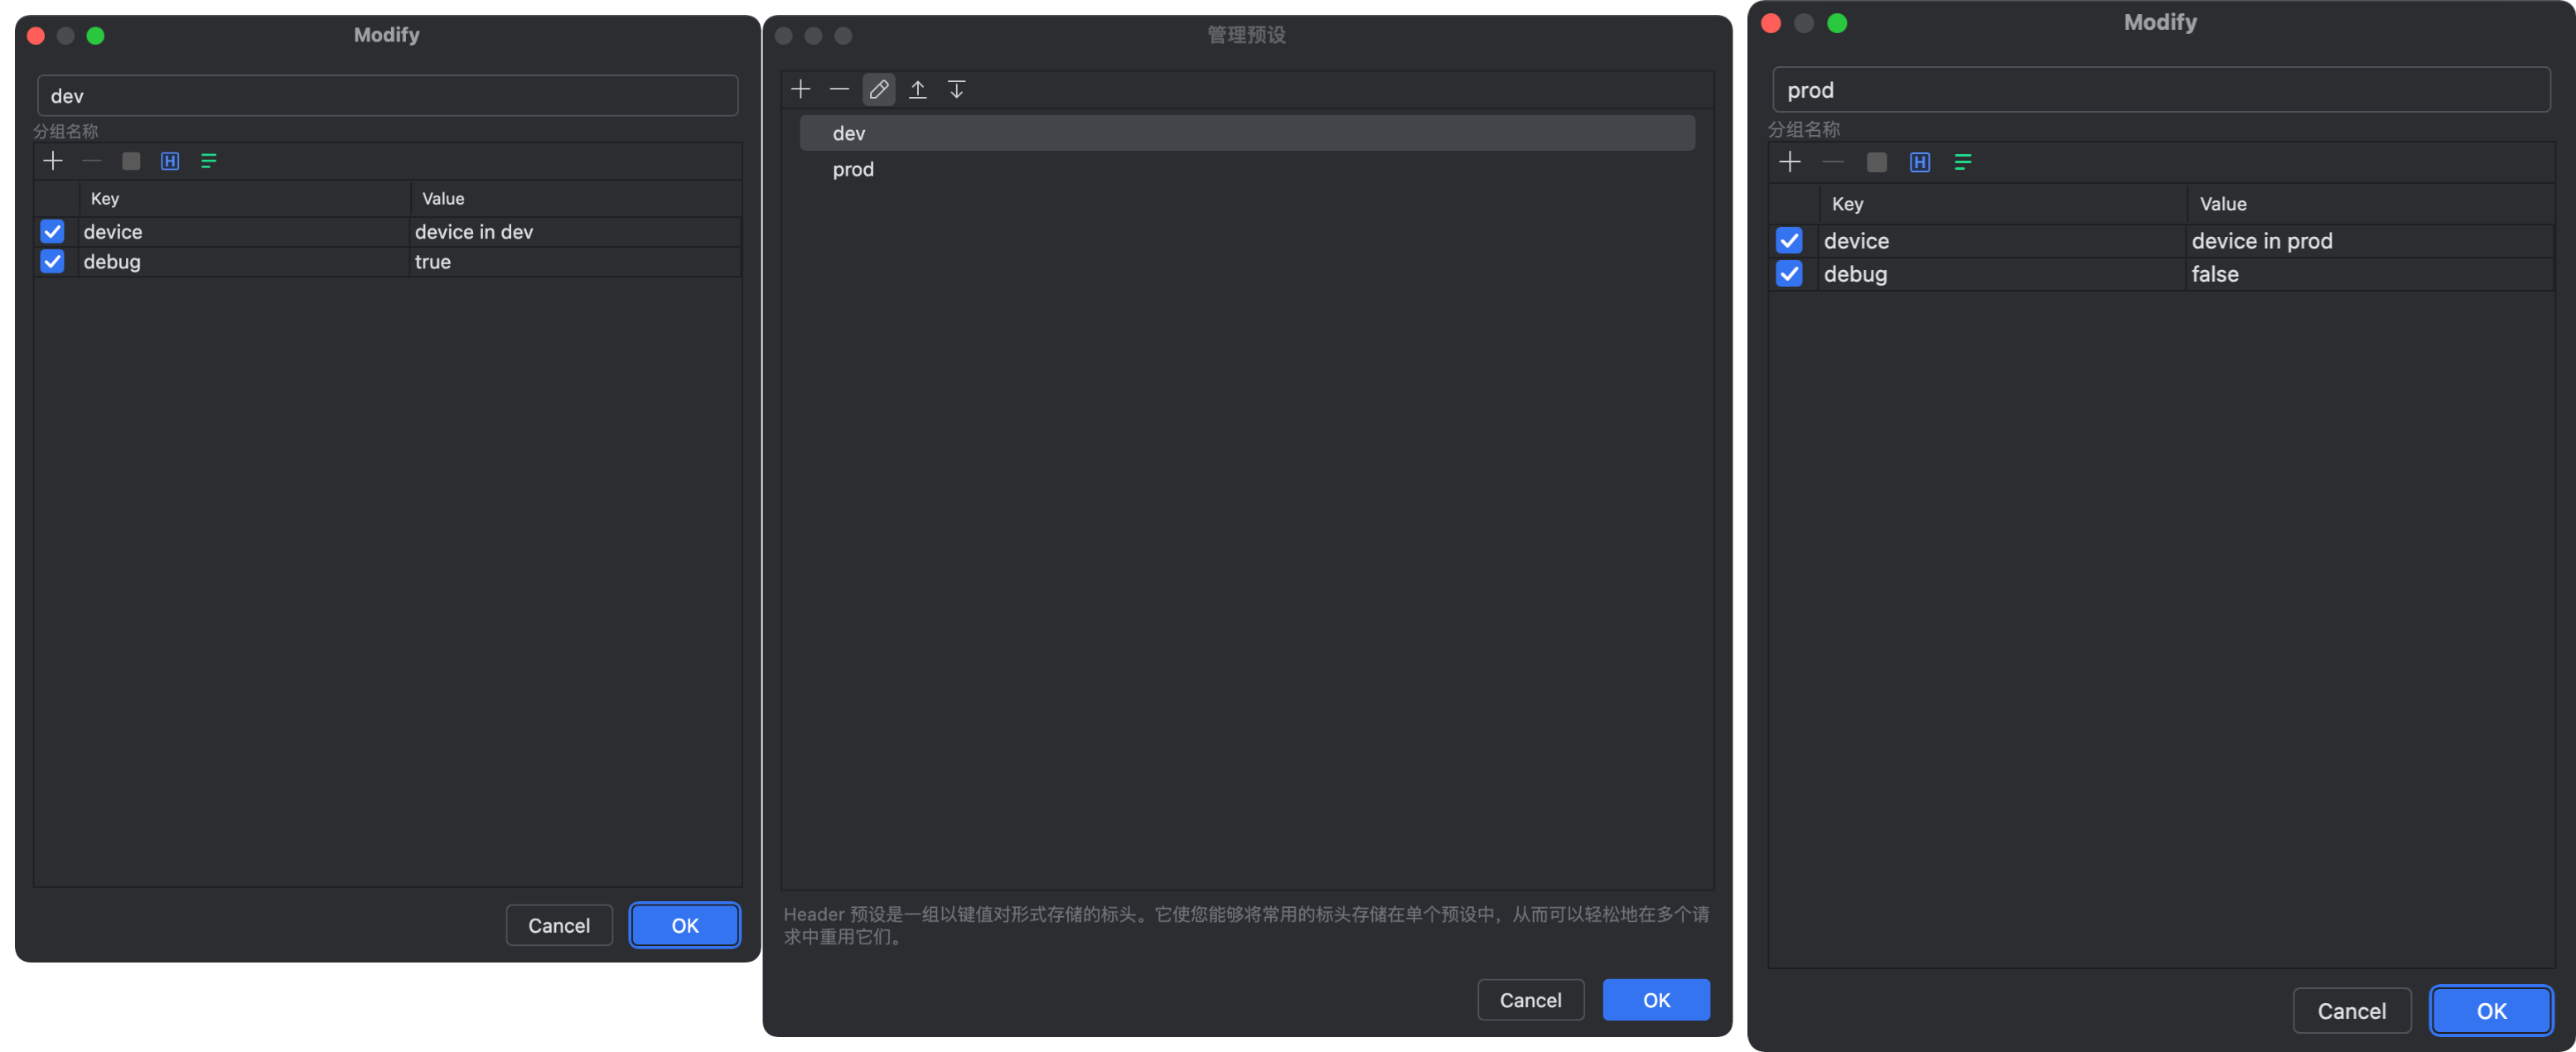 Modify
dev
分组名称
H
Key Value
device device in dev
debug true
Cancel OK
管理预设
dev
prod
Header 预设是一组以键值对形式存储的标头。它使您能够将常用的标头存储在单个预设中，从而可以轻松地在多个请
求中重用它们。
Cancel OK
Modify
prod
分组名称
H
Key Value
device device in prod
debug false
Cancel OK